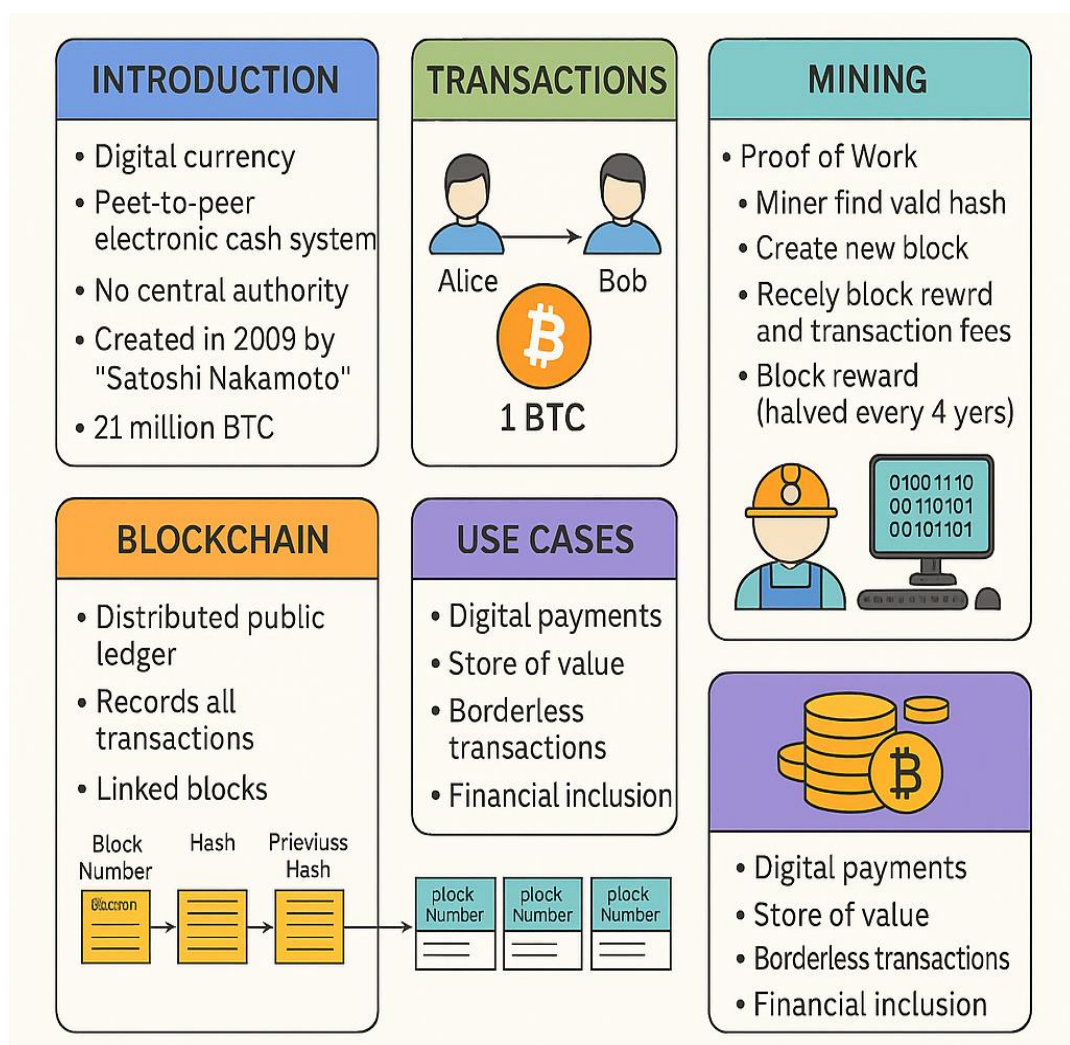 INTRODUCTION
• Digital currency
• Peet-to-peer
electronic cash system
• No central authority
• Created in 2009 by
"Satoshi Nakamoto"
• 21 million BTC
TRANSACTIONS
Alice
Bob
1 BTC
MINING
• Proof of Work
• Miner find vald hash
• Create new block
• Recely block rewrd
and transaction fees
• Block reward
(halved every 4 yers)
01001110
00110101
00101101
BLOCKCHAIN
• Distributed public
ledger
• Records all
transactions
• Linked blocks
Block
Number
Hash
Prieviuss
Hash
plock
Number
plock
Number
plock
Number
USE CASES
• Digital payments
• Store of value
• Borderless
transactions
• Financial inclusion
• Digital payments
• Store of value
• Borderless transactions
• Financial inclusion